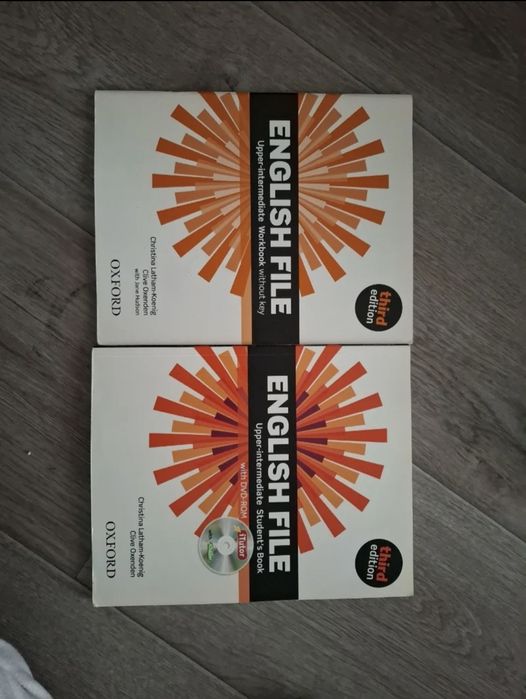 third
edition
ENGLISH FILE
Upper-intermediate Workbook without key
Christina Latham-Koenig
Clive Oxenden
with Jane Hudson
OXFORD
third
edition
ENGLISH FILE
Upper-intermediate Student's Book
with DVD-ROM
iTutor
Christina Latham-Koenig
Clive Oxenden
OXFORD